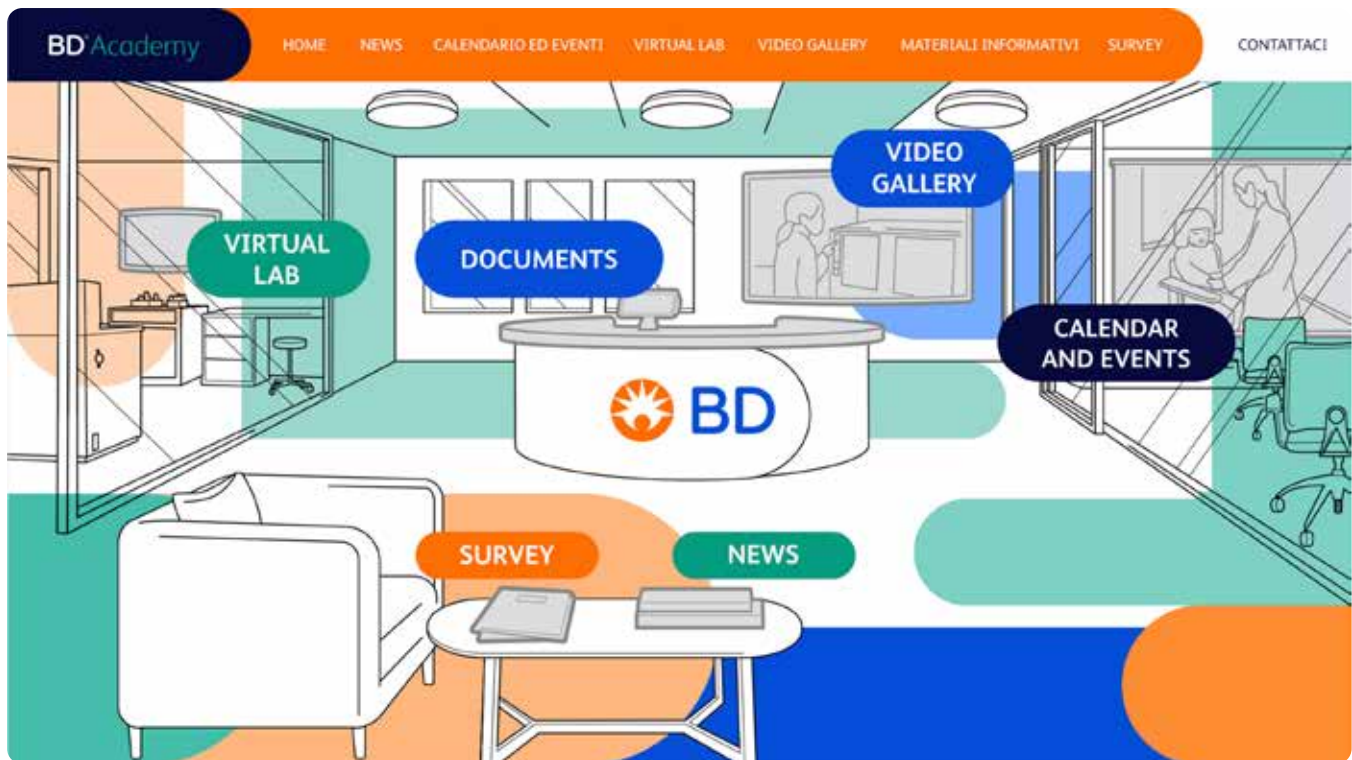 BD Academy
HOME NEWS CALENDARIO ED EVENTI VIRTUAL LAB VIDEO GALLERY MATERIALI INFORMATIVI SURVEY CONTATTACI
VIDEO
GALLERY
VIRTUAL
LAB
DOCUMENTS
CALENDAR
AND EVENTS
BD
SURVEY
NEWS